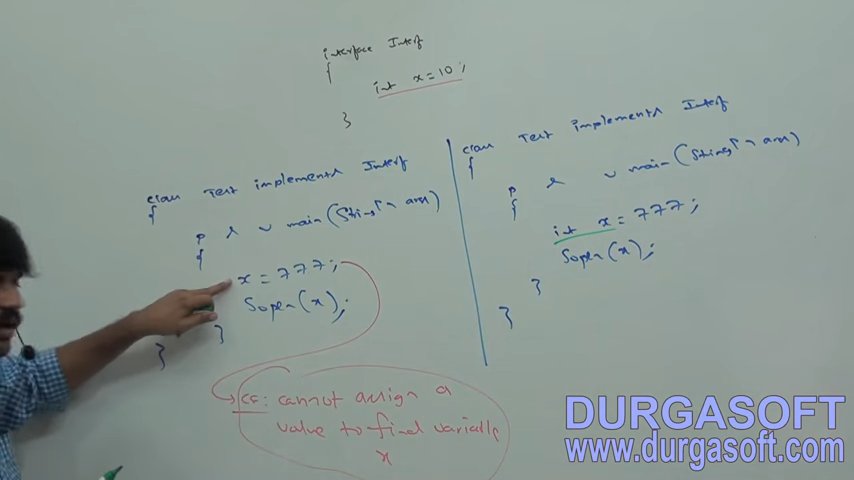 interface Interf
{
int x=10;
}
class Test implements Interf
{
p s v main(String[] args)
{
x=777;
Sopln(x);
}
}
CE: cannot assign a
value to final variable
x
class Test implements Interf
{
p s v main(String[] args)
{
int x=777;
Sopln(x);
}
}
DURGASOFT
www.durgasoft.com